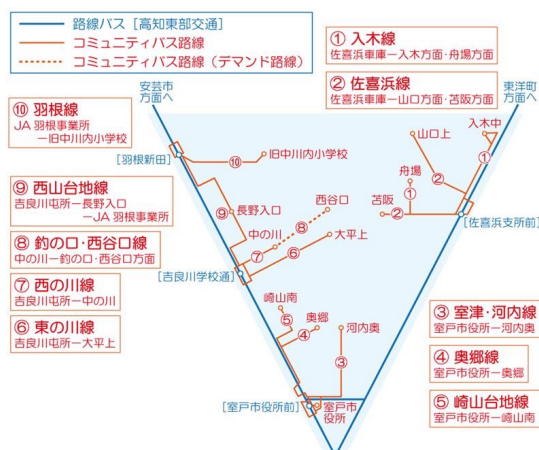 路線バス [高知東部交通]
コミュニティバス路線
コミュニティバス路線(デマンド路線)
① 入木線
佐喜浜車庫ー入木方面・舟場方面
② 佐喜浜線
佐喜浜車庫ー山口方面・苫阪方面
安芸市
方面へ
東洋町
方面へ
⑩ 羽根線
JA 羽根事業所
ー旧中川内小学校
[羽根新田]
⑩
旧中川内小学校
山口上
入木中
①
舟場
②
①
苫阪
②
[佐喜浜支所前]
⑨ 西山台地線
吉良川屯所ー長野入口
ーJA 羽根事業所
⑨
長野入口
西谷口
⑧
中の川
大平上
⑦
⑥
[吉良川学校通]
⑧ 釣の口・西谷口線
中の川ー釣の口・西谷口方面
⑦ 西の川線
吉良川屯所ー中の川
⑥ 東の川線
吉良川屯所ー大平上
崎山南
⑤
奥郷
④
河内奥
③
[室戸市役所前]
室戸市
役所
③ 室津・河内線
室戸市役所ー河内奥
④ 奥郷線
室戸市役所ー奥郷
⑤ 崎山台地線
室戸市役所ー崎山南